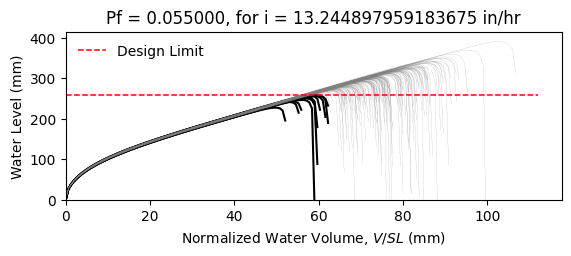 Pf = 0.055000, for i = 13.244897959183675 in/hr
Water Level (mm)
400
300
200
100
0
Design Limit
0 20 40 60 80 100
Normalized Water Volume, V/SL (mm)